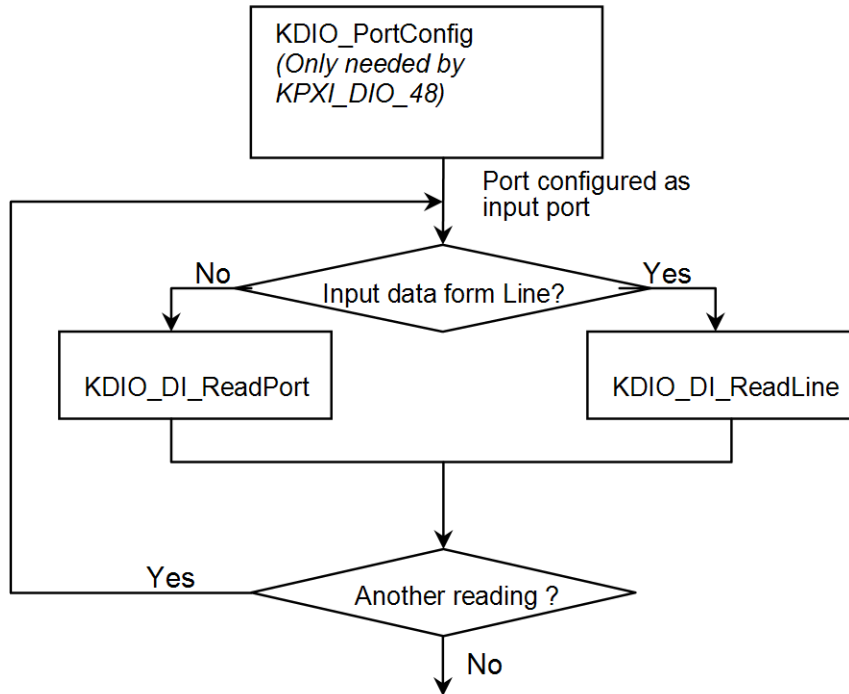 KDIO_PortConfig
(Only needed by
KPXI_DIO_48)
Port configured as
input port
No
Yes
Input data form Line?
KDIO_DI_ReadPort
KDIO_DI_ReadLine
Yes
Another reading ?
No